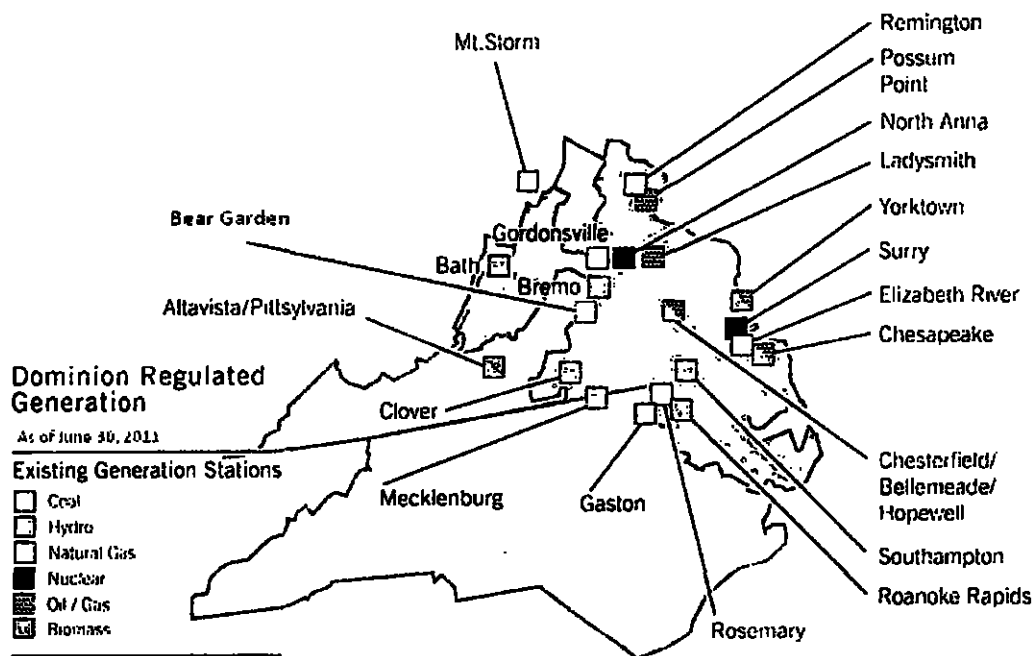 Remington
Mt.Storm
Possum
Point
North Anna
Ladysmith
Bear Garden
Yorktown
Gordonsville
Surry
Bath
Bremo
Elizabeth River
Altavista/Pittsylvania
Chesapeake
Dominion Regulated
Generation
Clover
As of June 30, 2011
Existing Generation Stations
Coal
Hydro
Natural Gas
Nuclear
Oil / Gas
Biomass
Mecklenburg
Gaston
Chesterfield/
Bellemeade/
Hopewell
Southampton
Roanoke Rapids
Rosemary